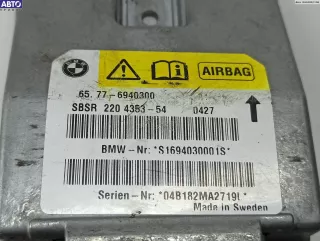 АВТО
BMW
AIRBAG
65.77-6940300
SBSR 220 4383-54 0427
BMW-Nr: *S1694030001S*
Serien-Nr: *04B182MA2719L*
Made in Sweden